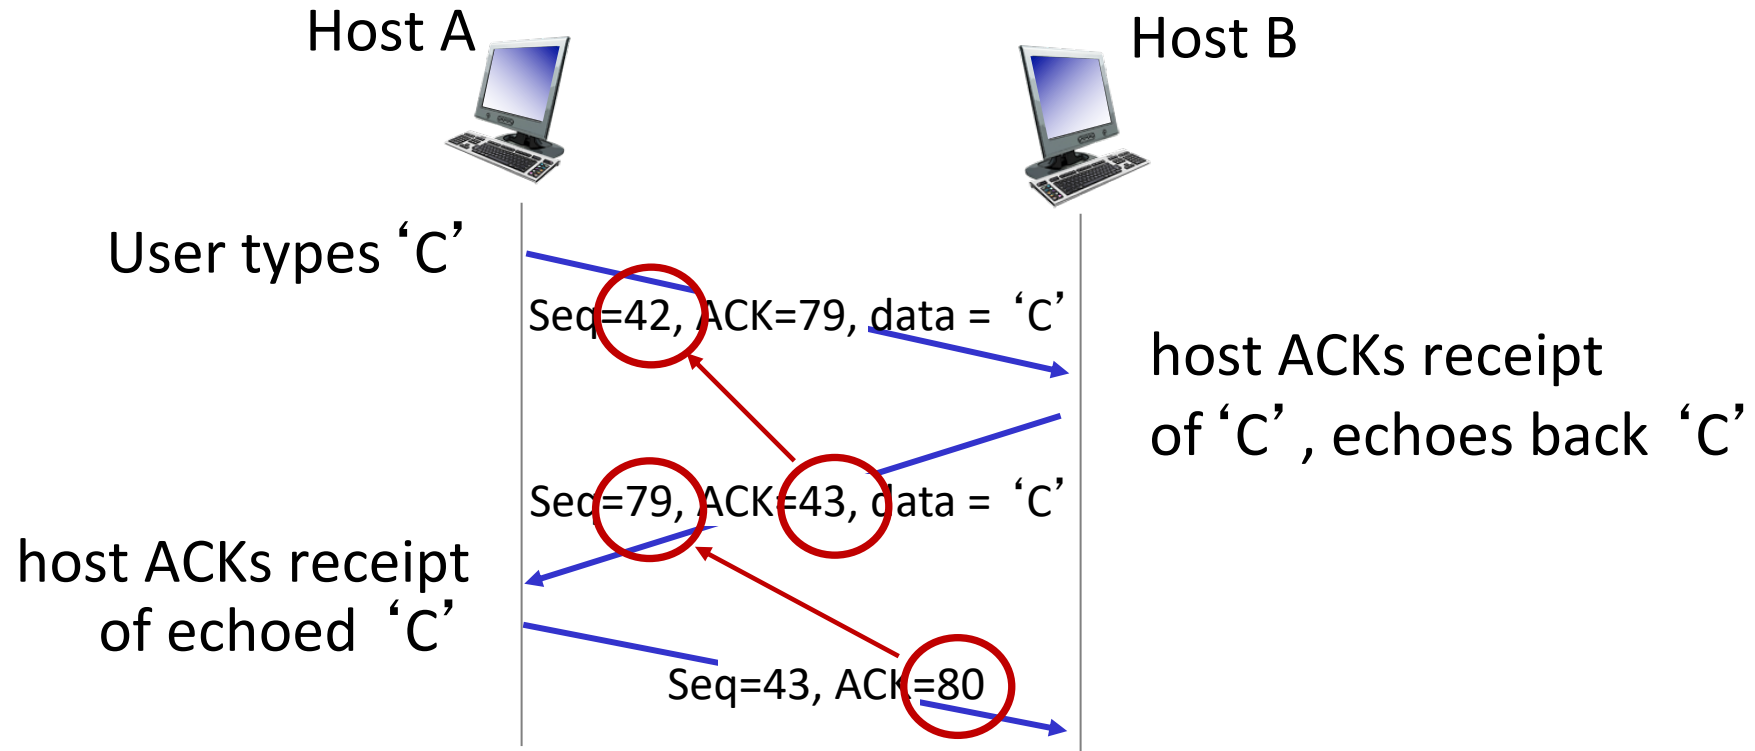 Host A
Host B
User types ‘C’
Seq=42, ACK=79, data = ‘C’
host ACKs receipt
of ‘C’, echoes back ‘C’
Seq=79, ACK=43, data = ‘C’
host ACKs receipt
of echoed ‘C’
Seq=43, ACK=80